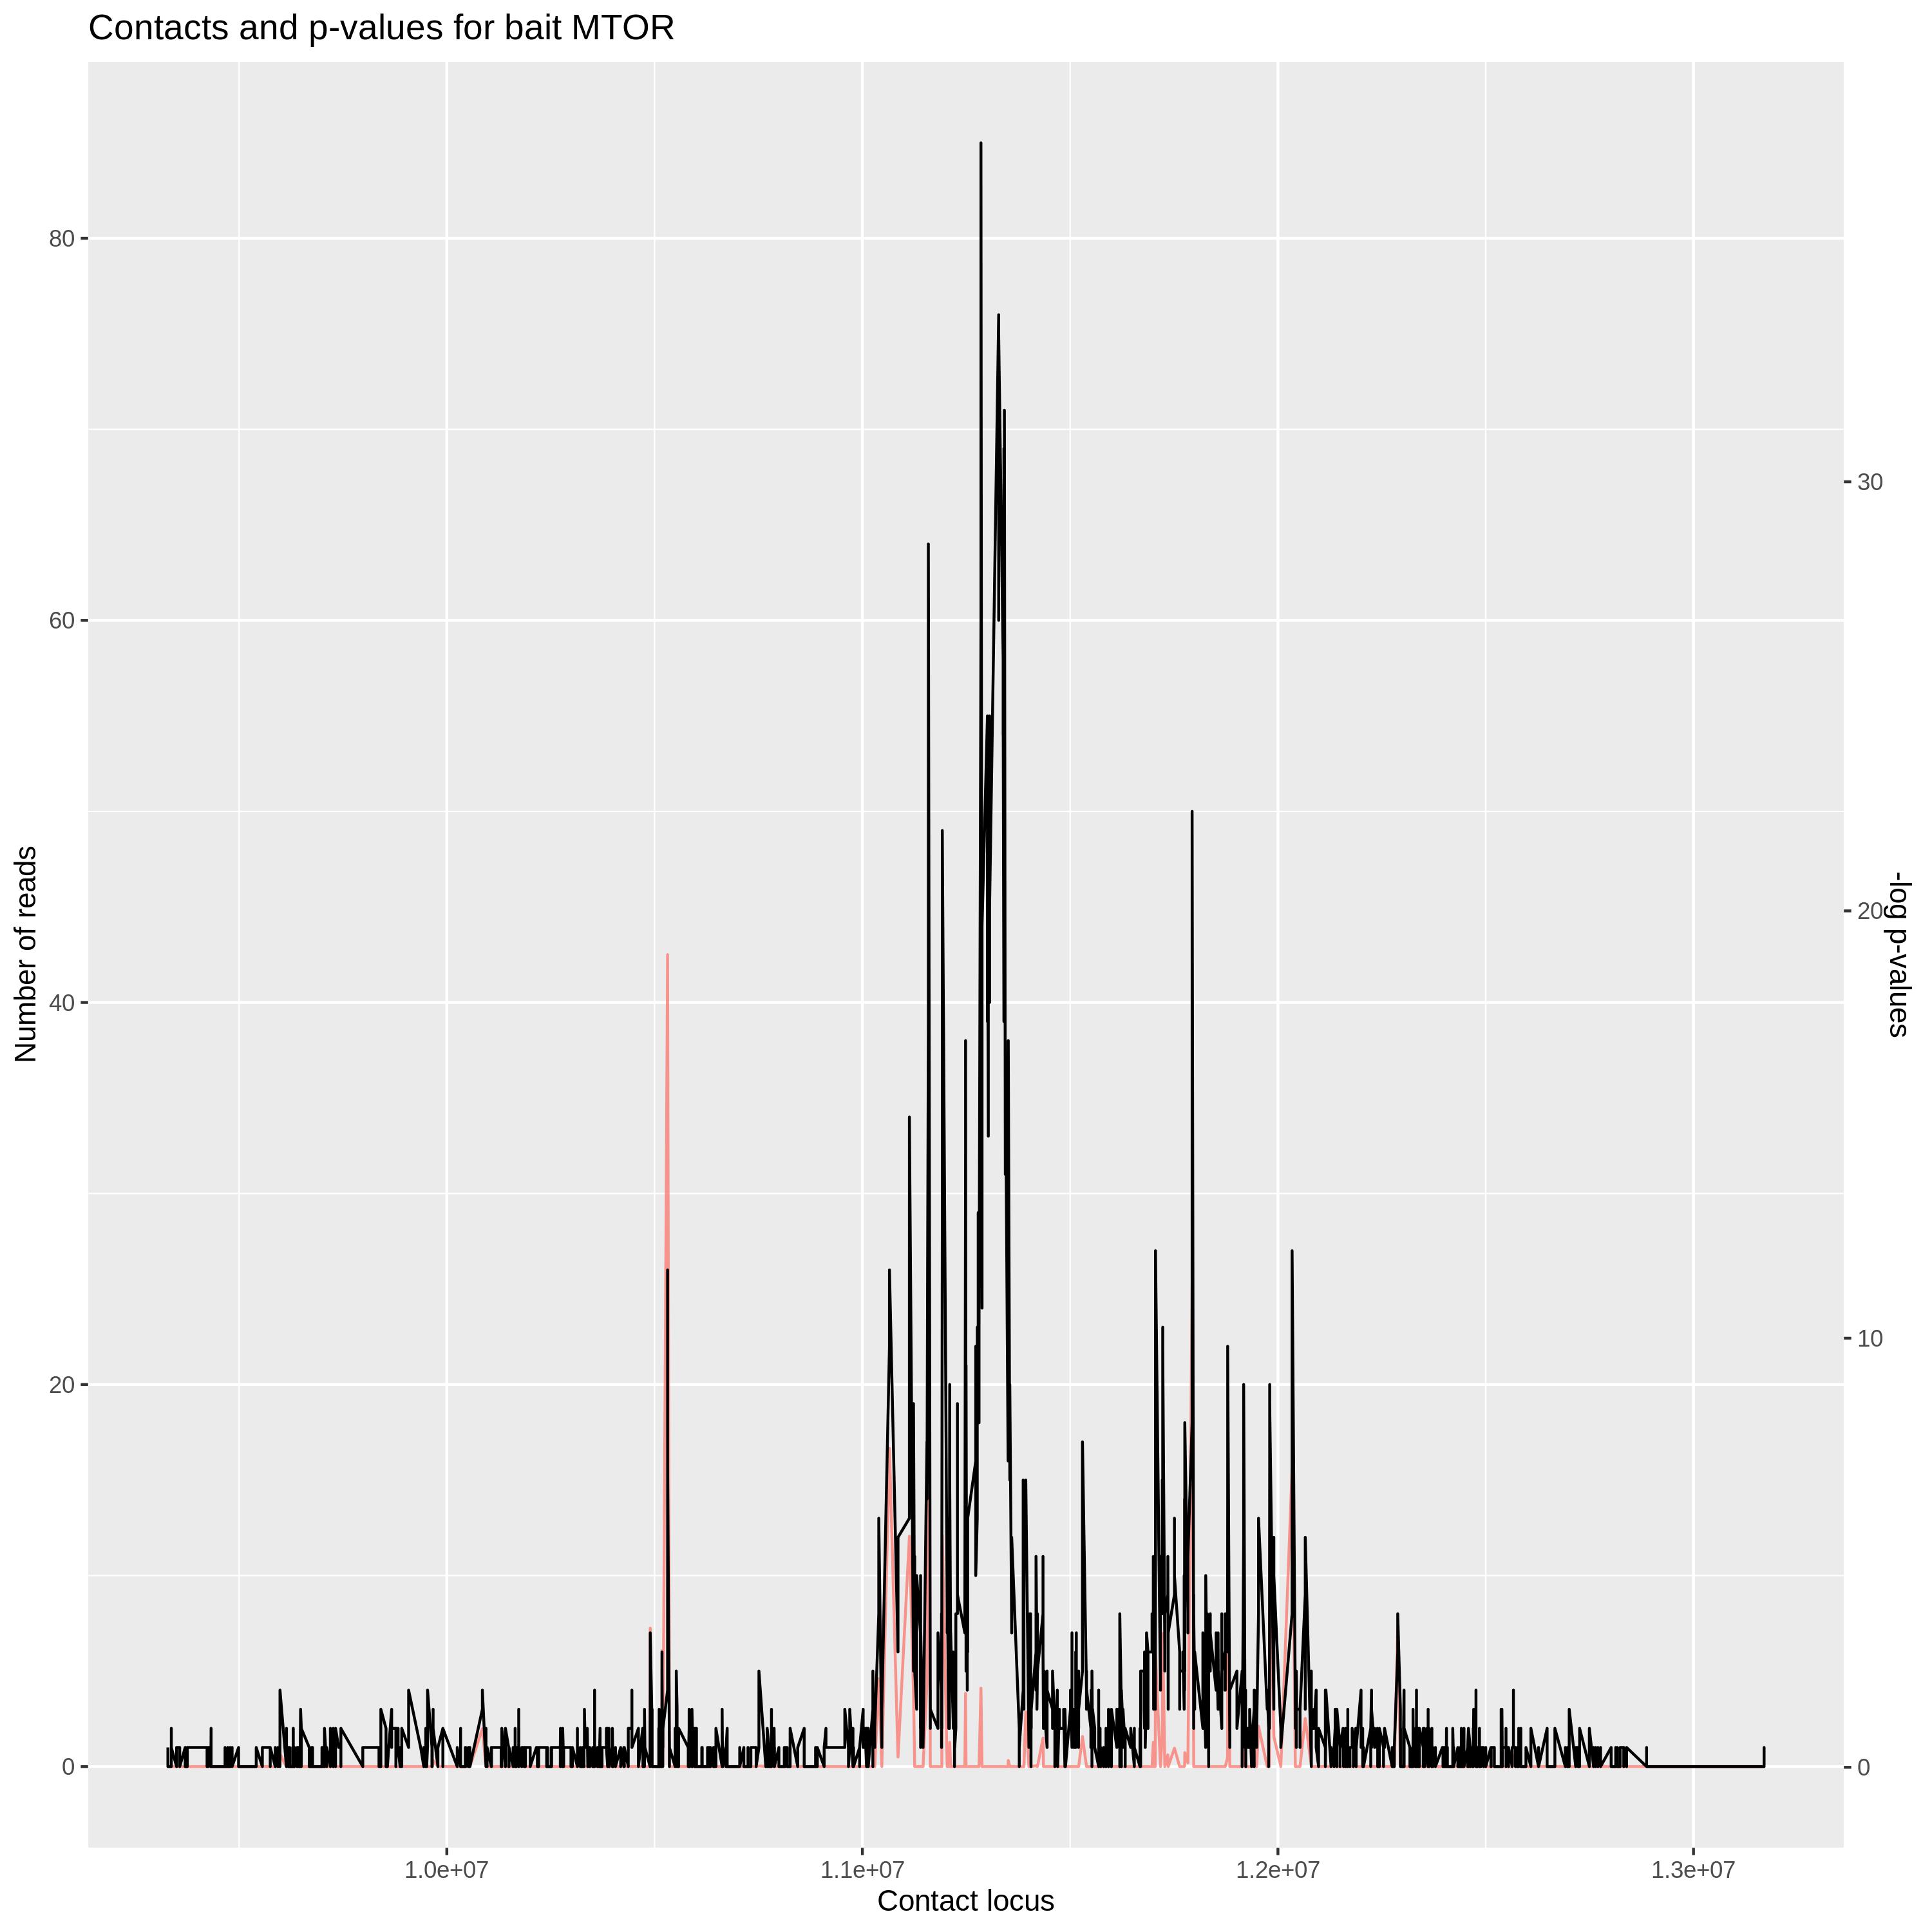 Contacts and p-values for bait MTOR
80
60
40
20
0
Number of reads
30
20
10
0
-log p-values
1.0e+07
1.1e+07
1.2e+07
1.3e+07
Contact locus